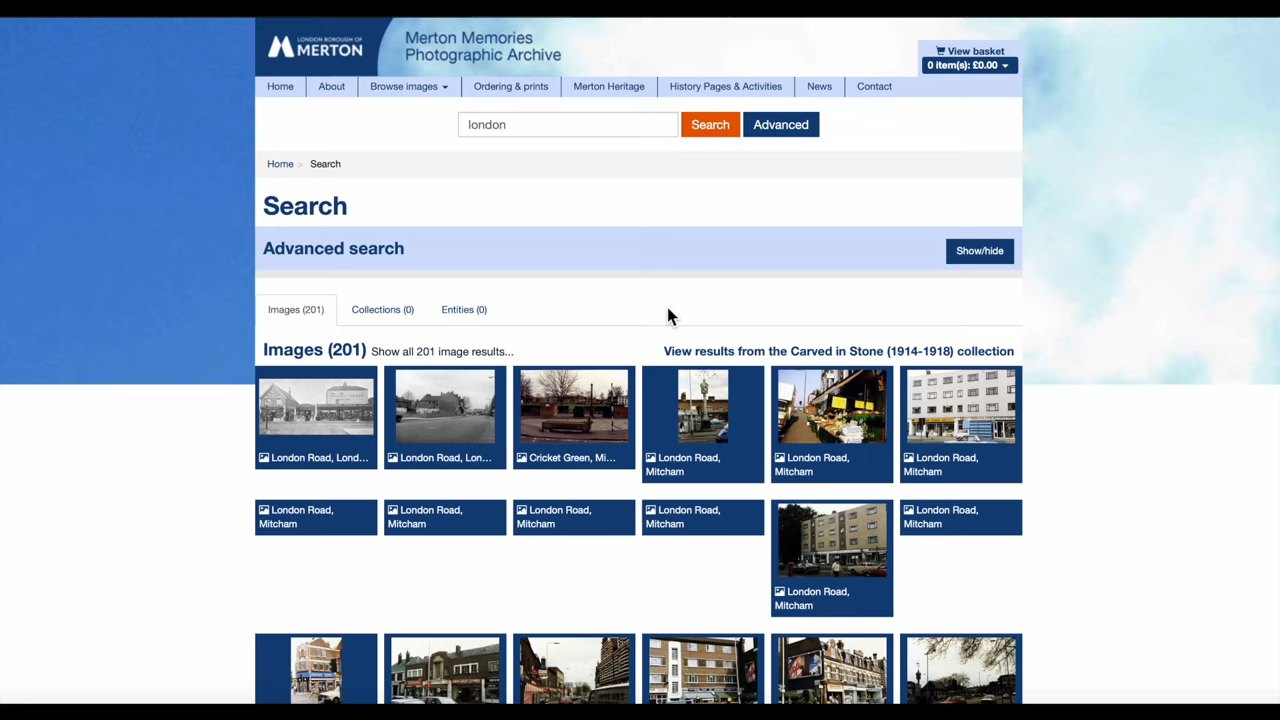 LONDON BOROUGH OF
MERTON
Merton Memories
Photographic Archive
View basket
0 item(s): £0.00
Home About Browse images Ordering & prints Merton Heritage History Pages & Activities News Contact
london Search Advanced
Home > Search
Search
Advanced search Show/hide
Images (201) Collections (0) Entities (0)
Images (201) Show all 201 image results... View results from the Carved in Stone (1914-1918) collection
London Road, Lond...
London Road, Lon...
Cricket Green, Mi...
London Road,
Mitcham
London Road,
Mitcham
London Road,
Mitcham
London Road,
Mitcham
London Road,
Mitcham
London Road,
Mitcham
London Road,
Mitcham
London Road,
Mitcham
London Road,
Mitcham